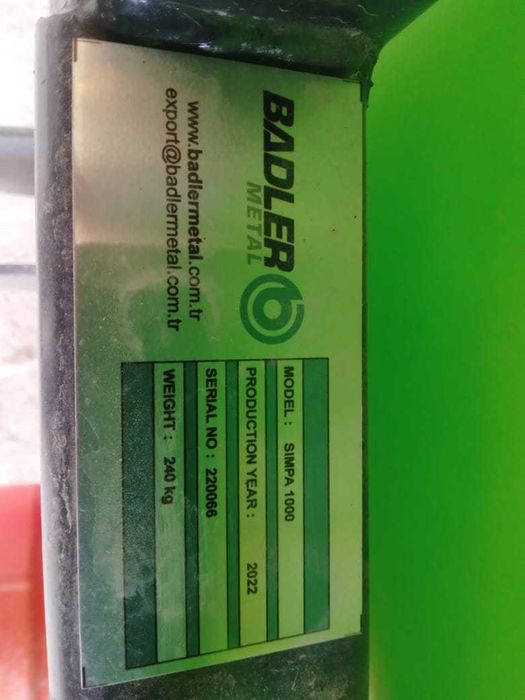 BADLER
METAL
www.badlermetal.com.tr
export@badlermetal.com.tr
MODEL : SIMPA 1000
PRODUCTION YEAR : 2022
SERIAL NO : 220066
WEIGHT : 240 kg